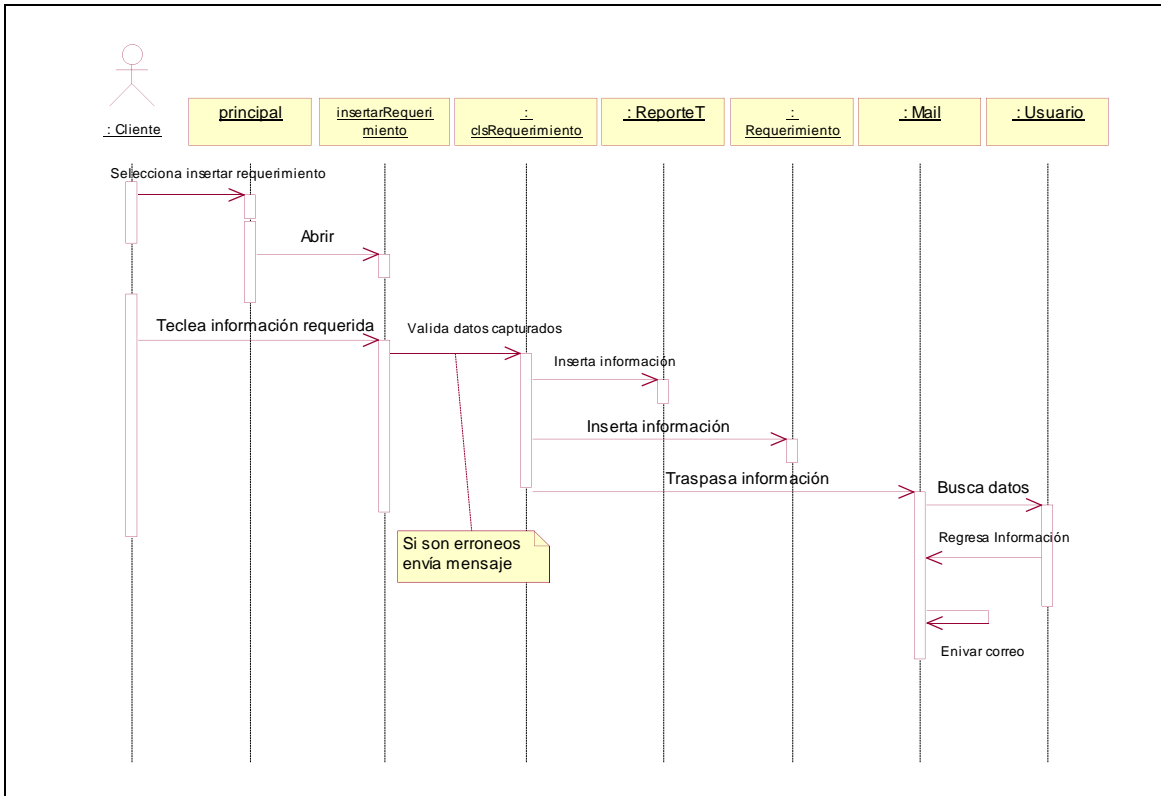 : Cliente
principal
insertarRequeri
miento
:
clsRequerimiento
: ReporteT
:
Requerimiento
: Mail
: Usuario
Selecciona insertar requerimiento
Abrir
Teclea información requerida
Valida datos capturados
Inserta información
Inserta información
Traspasa información
Busca datos
Regresa Información
Si son erroneos
envía mensaje
Enivar correo